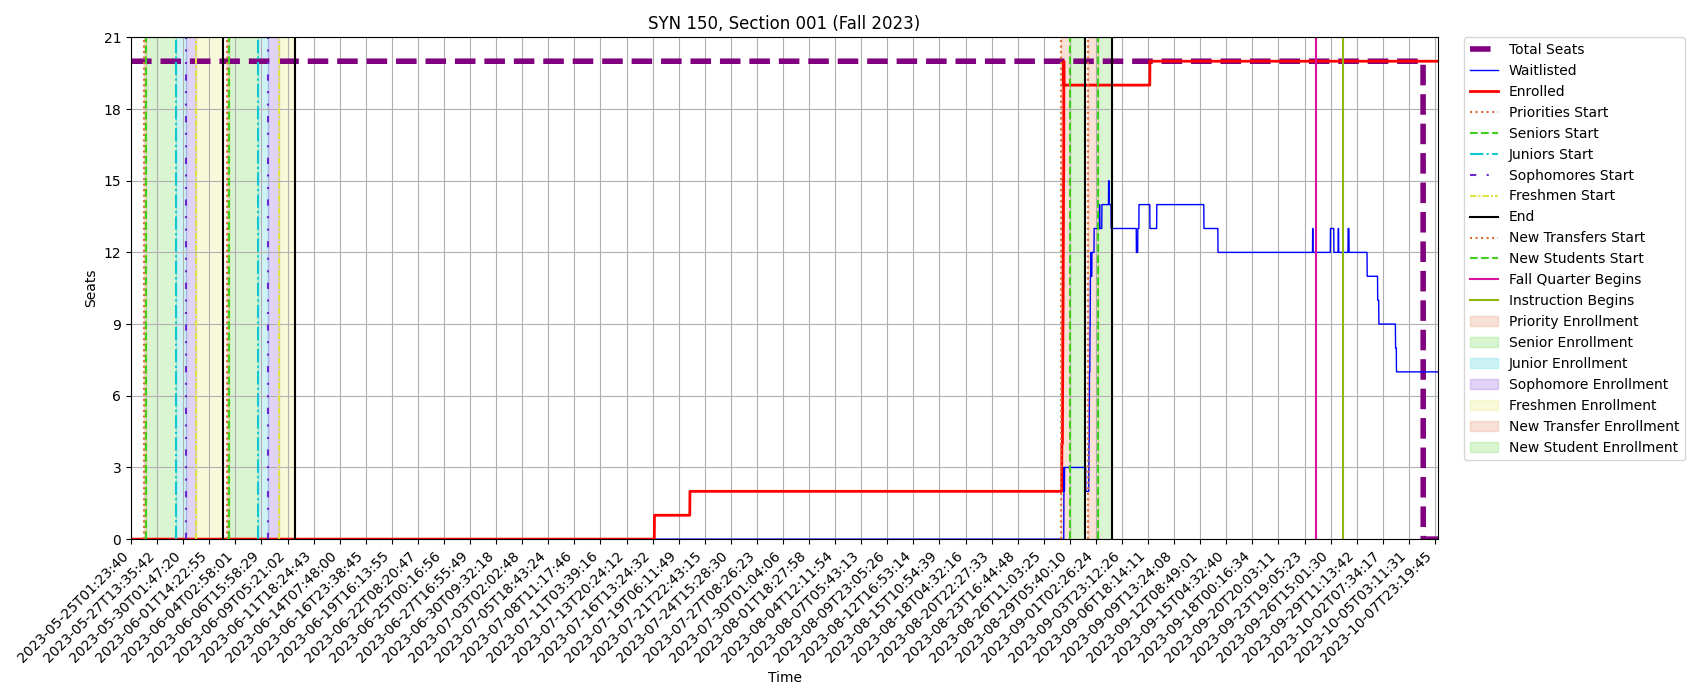 SYN 150, Section 001 (Fall 2023)
21
18
15
12
9
6
3
0
Seats
2023-05-25T01:23:40
2023-05-27T13:35:42
2023-05-30T01:47:20
2023-06-01T14:22:55
2023-06-04T02:58:01
2023-06-06T15:58:29
2023-06-09T05:21:02
2023-06-11T18:24:43
2023-06-14T07:48:00
2023-06-16T23:38:45
2023-06-19T16:13:55
2023-06-22T08:20:47
2023-06-25T00:16:56
2023-06-27T16:55:49
2023-06-30T09:32:18
2023-07-03T02:02:48
2023-07-05T18:43:24
2023-07-08T11:17:46
2023-07-11T03:39:16
2023-07-13T20:24:12
2023-07-16T13:24:32
2023-07-19T06:11:49
2023-07-21T22:43:15
2023-07-24T15:28:30
2023-07-27T08:26:23
2023-07-30T01:04:06
2023-08-01T18:27:58
2023-08-04T12:11:54
2023-08-07T05:43:13
2023-08-09T23:05:26
2023-08-12T16:53:14
2023-08-15T10:54:39
2023-08-18T04:32:16
2023-08-20T22:27:33
2023-08-23T16:44:48
2023-08-26T11:03:25
2023-08-29T05:40:10
2023-09-01T02:26:24
2023-09-03T23:12:26
2023-09-06T18:14:11
2023-09-09T13:24:08
2023-09-12T08:49:01
2023-09-15T04:32:40
2023-09-18T00:16:34
2023-09-20T20:03:11
2023-09-23T19:05:23
2023-09-26T15:01:30
2023-09-29T11:13:42
2023-10-02T07:34:17
2023-10-05T03:11:31
2023-10-07T23:19:45
Time
Total Seats
Waitlisted
Enrolled
Priorities Start
Seniors Start
Juniors Start
Sophomores Start
Freshmen Start
End
New Transfers Start
New Students Start
Fall Quarter Begins
Instruction Begins
Priority Enrollment
Senior Enrollment
Junior Enrollment
Sophomore Enrollment
Freshmen Enrollment
New Transfer Enrollment
New Student Enrollment